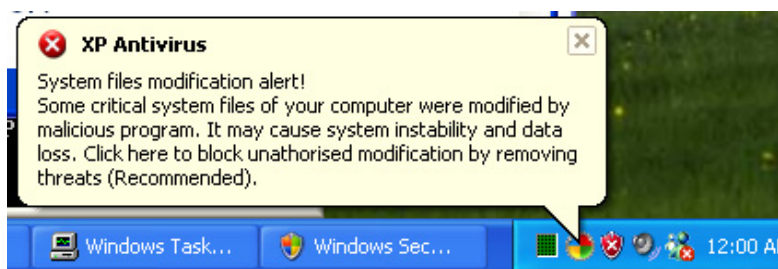 XP Antivirus
System files modification alert!
Some critical system files of your computer were modified by
malicious program. It may cause system instability and data
loss. Click here to block unathorised modification by removing
threats (Recommended).
Windows Task...
Windows Sec...
12:00 A